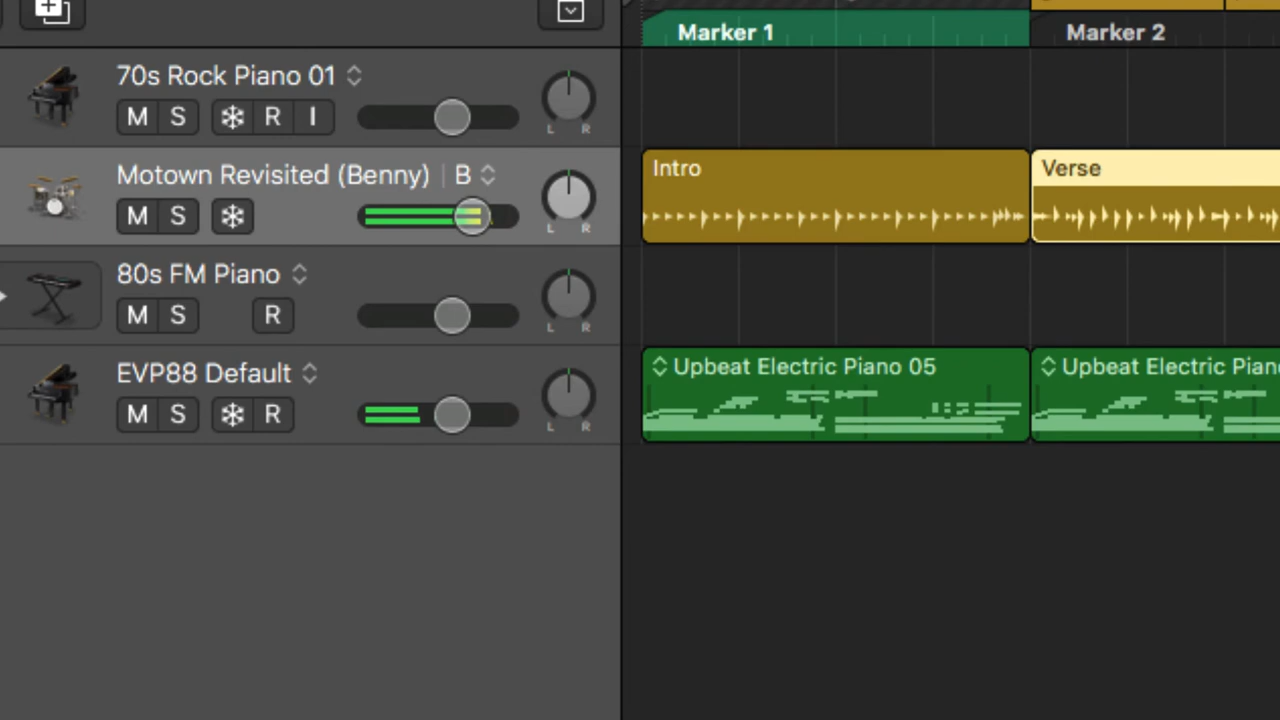 Marker 1
Marker 2
70s Rock Piano 01
M S R I
L R
Motown Revisited (Benny) | B
M S
L R
Intro
Verse
80s FM Piano
M S R
L R
EVP88 Default
M S R
L R
Upbeat Electric Piano 05
Upbeat Electric Pian